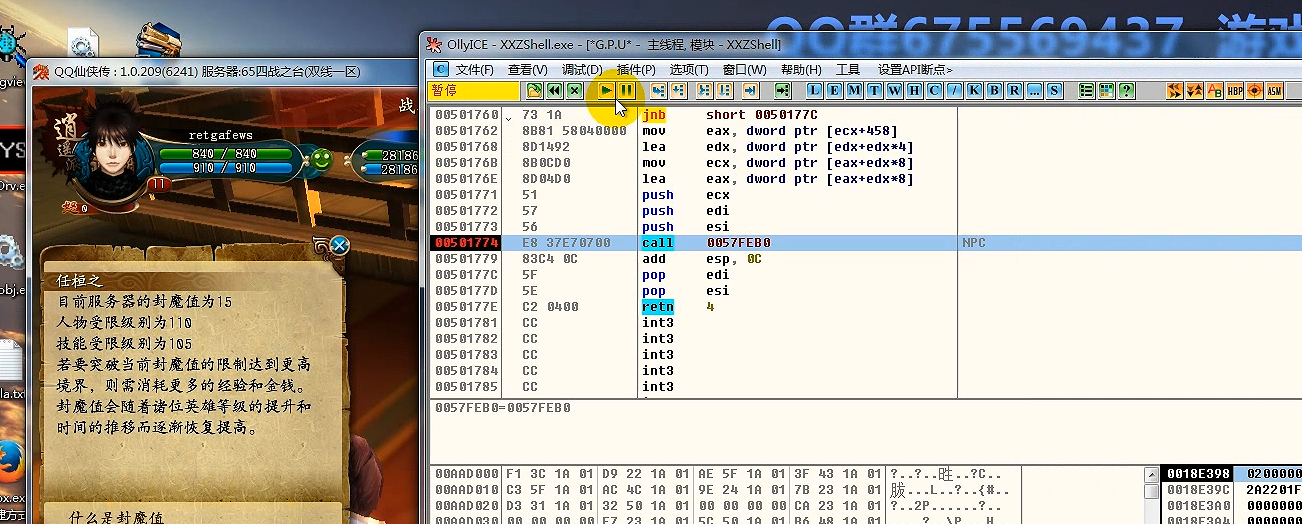 QQ群675569437 游戏
OllyICE - XXZShell.exe - [*G.P.U* - 主线程, 模块 - XXZShell]
QQ仙侠传 : 1.0.209(6241) 服务器:65四战之台(双线一区)
文件(F) 查看(V) 调试(D) 插件(P) 选项(T) 窗口(W) 帮助(H) 工具 设置API断点>
暂停
L E M T W H C / K B R ... S
HBP ASM
战
逍遥
retgafews
840 / 840
910 / 910
28186
28186
11
怒 0
00501760 73 1A jnb short 0050177C
00501762 8B81 58040000 mov eax, dword ptr [ecx+458]
00501768 8D1492 lea edx, dword ptr [edx+edx*4]
0050176B 8B0CD0 mov ecx, dword ptr [eax+edx*8]
0050176E 8D04D0 lea eax, dword ptr [eax+edx*8]
00501771 51 push ecx
00501772 57 push edi
00501773 56 push esi
00501774 E8 37E70700 call 0057FEB0 NPC
00501779 83C4 0C add esp, 0C
0050177C 5F pop edi
0050177D 5E pop esi
0050177E C2 0400 retn 4
00501781 CC int3
00501782 CC int3
00501783 CC int3
00501784 CC int3
00501785 CC int3
0057FEB0=0057FEB0
任桓之
目前服务器的封魔值为15
人物受限级别为110
技能受限级别为105
若要突破当前封魔值的限制达到更高
境界，则需消耗更多的经验和金钱。
封魔值会随着诸位英雄等级的提升和
时间的推移而逐渐恢复提高。
什么是封魔值
00AAD000 F1 3C 1A 01 D9 22 1A 01 AE 5F 1A 01 3F 43 1A 01
00AAD010 C3 5F 1A 01 AC 4C 1A 01 9E 24 1A 01 7B 23 1A 01
00AAD020 D3 31 1A 01 32 50 1A 01 00 00 00 00 CA 23 1A 01
0018E398 0200000
0018E39C 2A2201F
0018E3A0 0000000